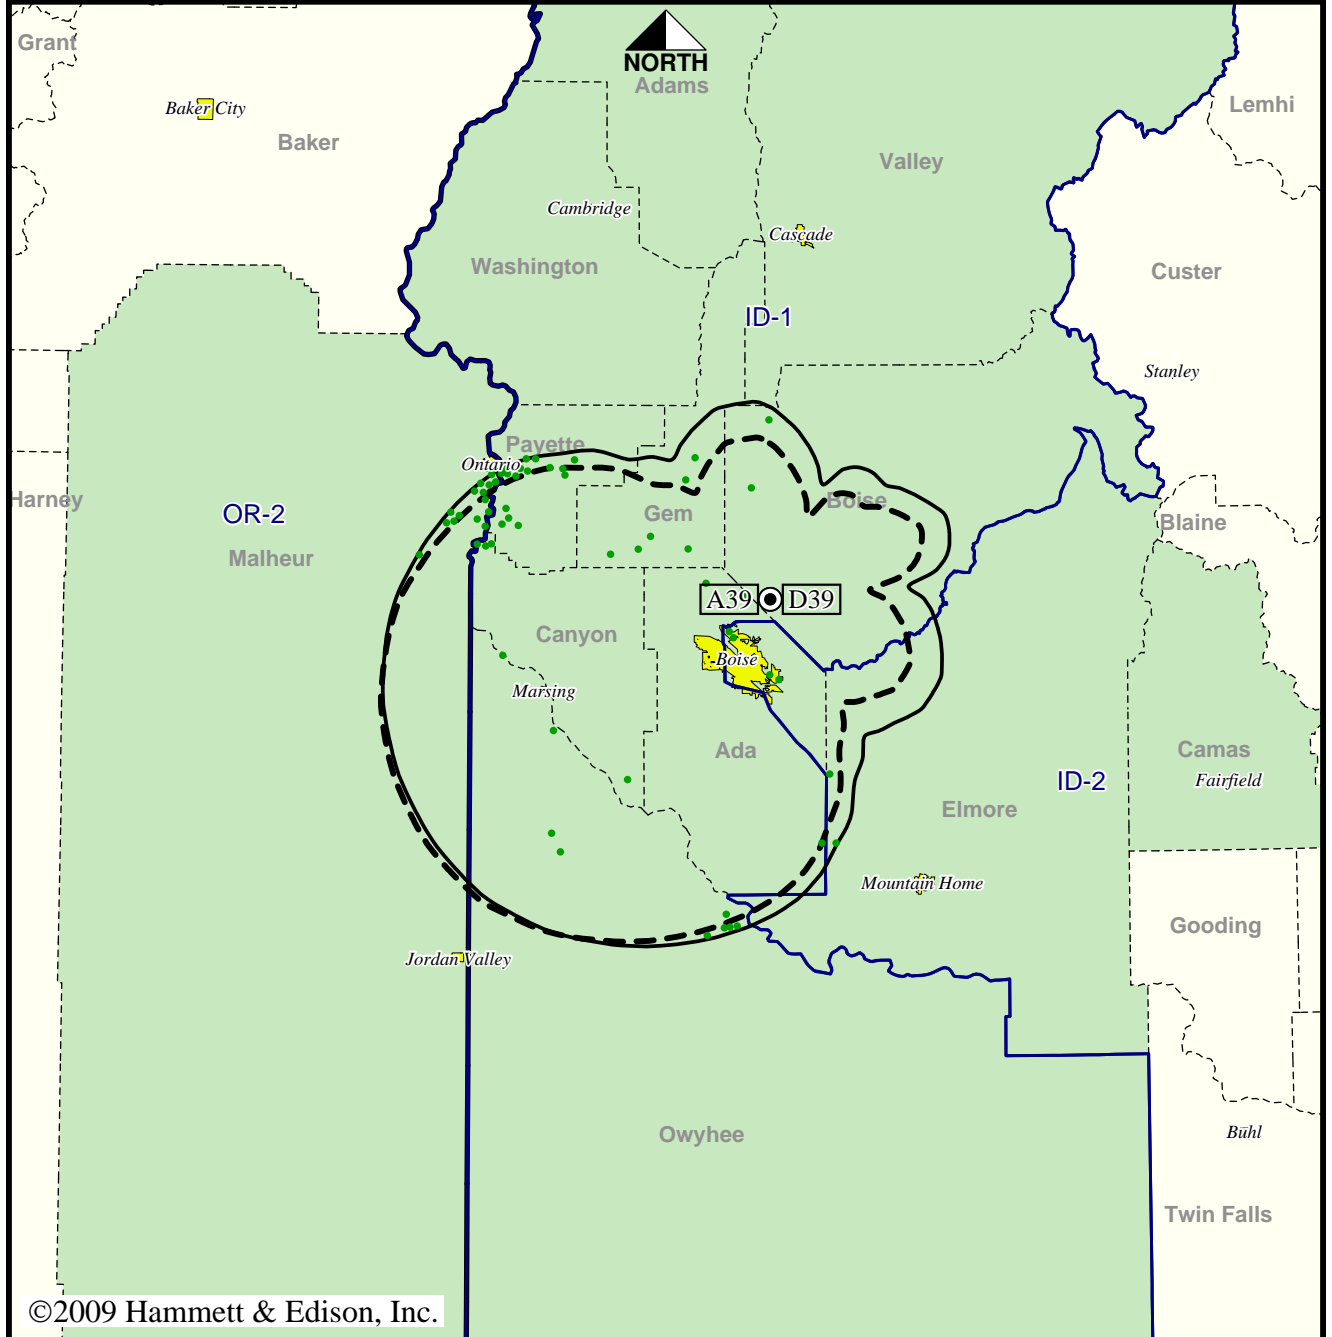 Grant
NORTH
Adams
Baker City
Lemhi
Baker
Valley
Cambridge
Cascade
Washington
Custer
ID-1
Stanley
Payette
Ontario
Harney
OR-2
Gem
Boise
Blaine
Malheur
A39
D39
Canyon
Boise
Marsing
Ada
Camas
ID-2
Fairfield
Elmore
Mountain Home
Gooding
Jordan Valley
Owyhee
Buhl
Twin Falls
©2009 Hammett & Edison, Inc.